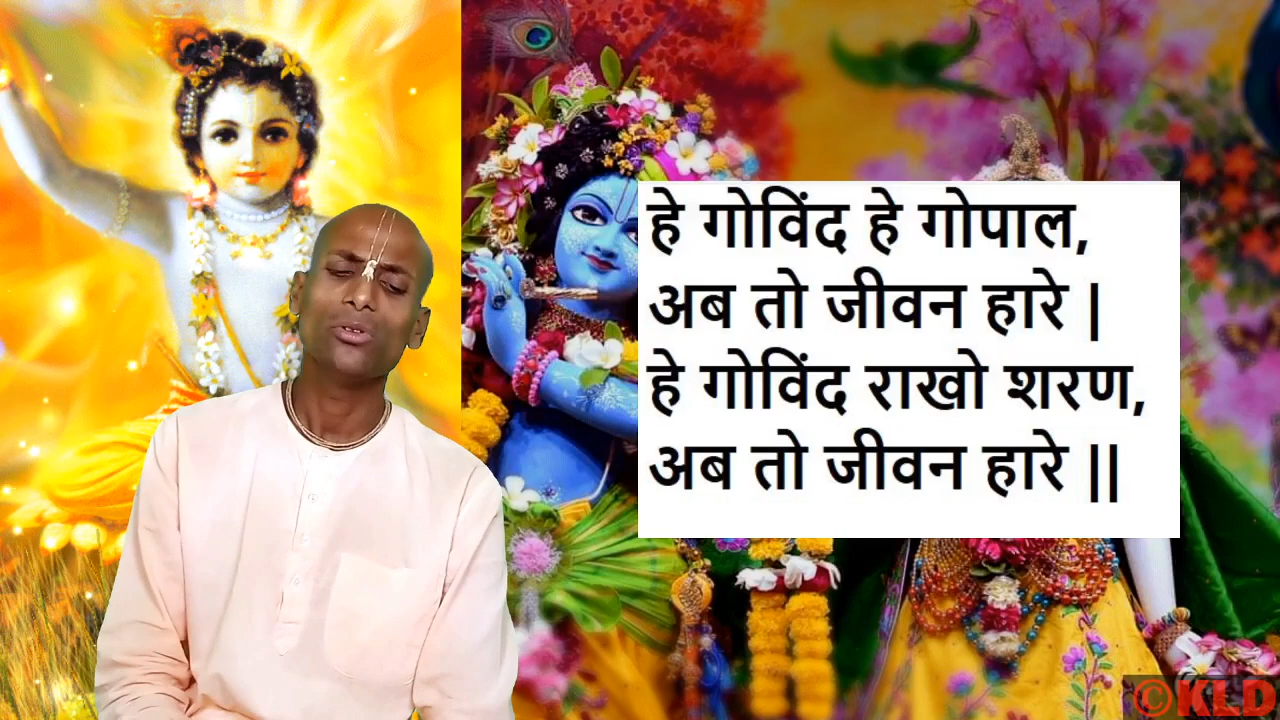 हे गोविंद हे गोपाल,
अब तो जीवन हारे |
हे गोविंद राखो शरण,
अब तो जीवन हारे ||
©KLD